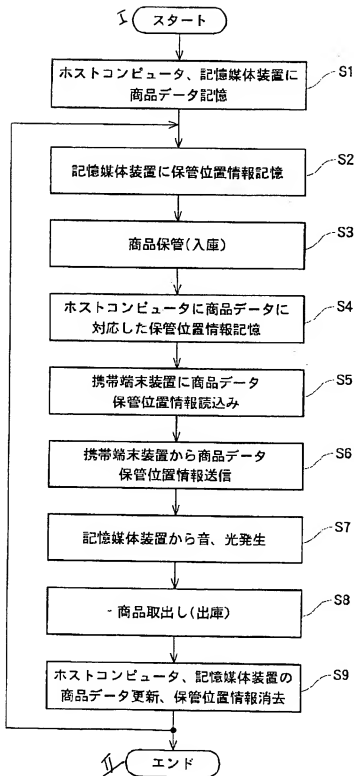 I スタート
ホストコンピュータ、記憶媒体装置に
商品データ記憶
S1
記憶媒体装置に保管位置情報記憶
S2
商品保管(入庫)
S3
ホストコンピュータに商品データに
対応した保管位置情報記憶
S4
携帯端末装置に商品データ
保管位置情報読込み
S5
携帯端末装置から商品データ
保管位置情報送信
S6
記憶媒体装置から音、光発生
S7
商品取出し(出庫)
S8
ホストコンピュータ、記憶媒体装置の
商品データ更新、保管位置情報消去
S9
II エンド